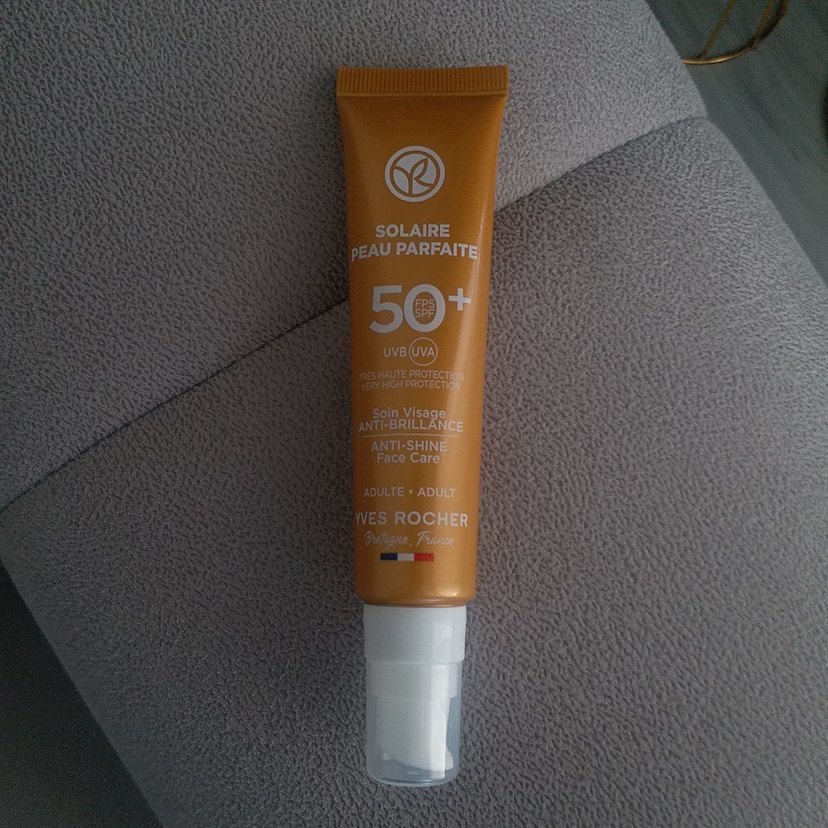 SOLAIRE
PEAU PARFAITE
50+
FPS
SPF
UVB UVA
TRÈS HAUTE PROTECTION
VERY HIGH PROTECTION
Soin Visage
ANTI-BRILLANCE
ANTI-SHINE
Face Care
ADULTE • ADULT
YVES ROCHER
Bretagne, France